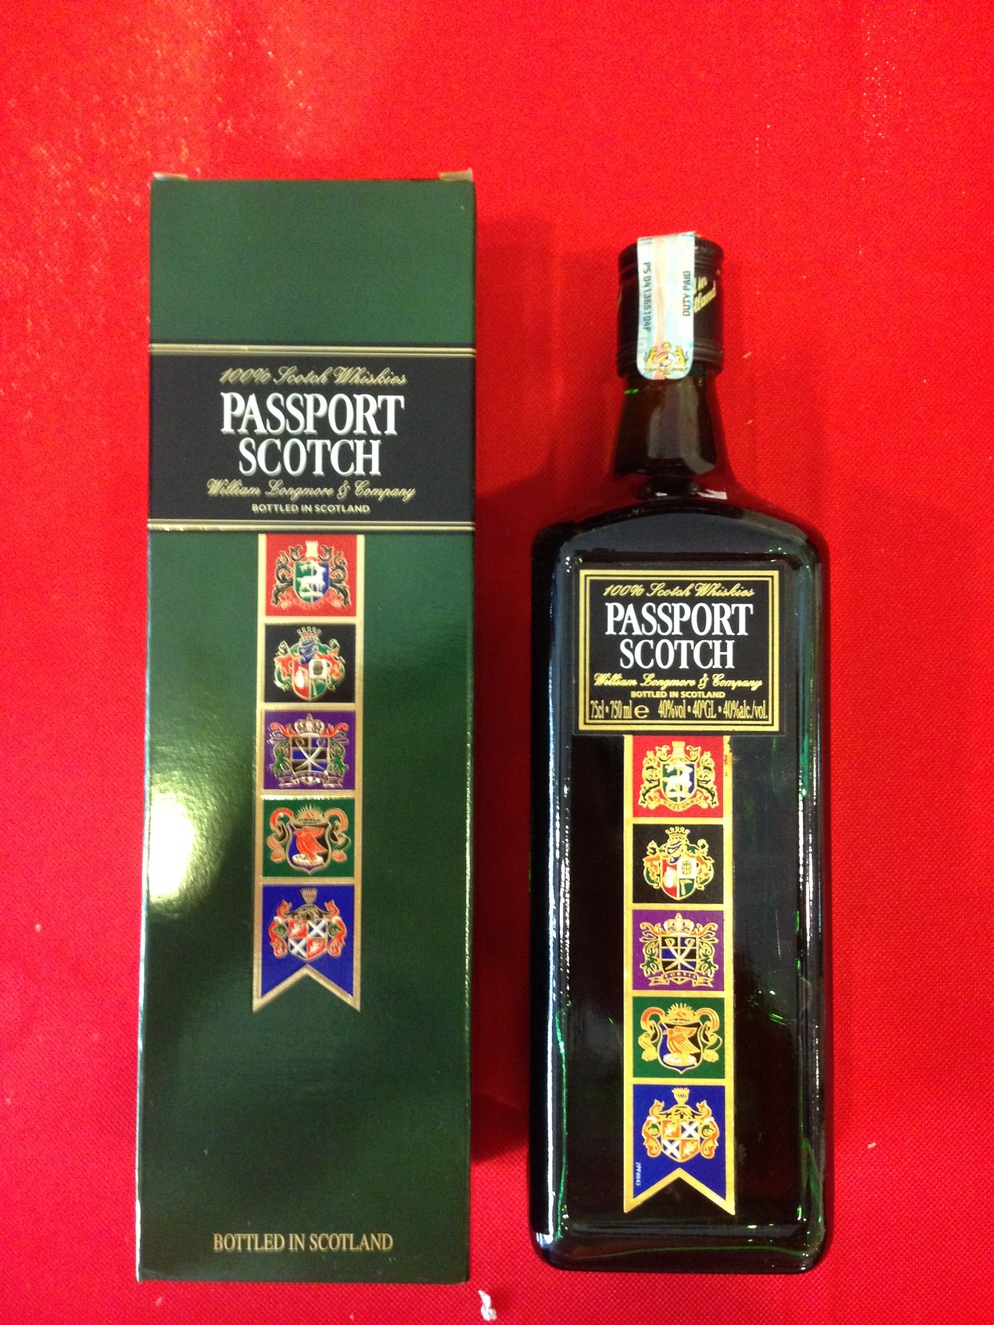 100% Scotch Whiskies
PASSPORT
SCOTCH
William Longmore & Company
BOTTLED IN SCOTLAND
BOTTLED IN SCOTLAND
DUTY PAID
in
100% Scotch Whiskies
PASSPORT
SCOTCH
William Longmore & Company
BOTTLED IN SCOTLAND
75cl • 750 ml e 40%vol • 40°GL • 40%alc./vol.